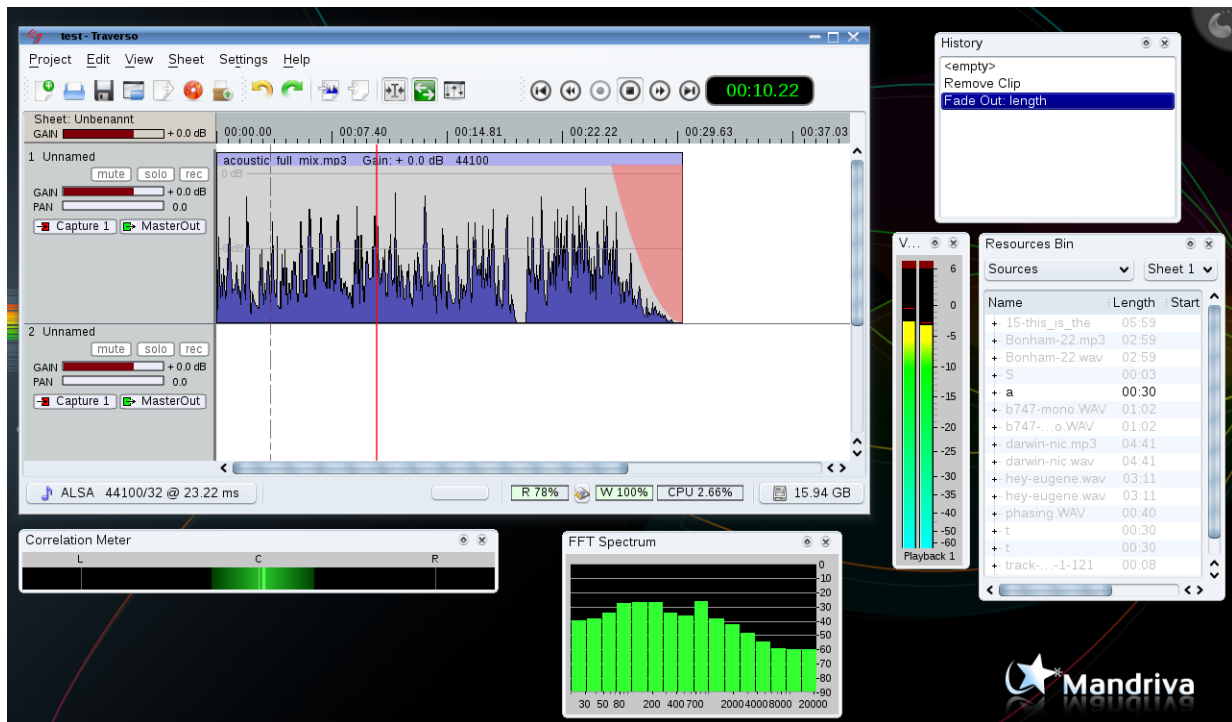 test - Traverso
Project Edit View Sheet Settings Help
00:10.22
Sheet: Unbenannt
GAIN + 0.0 dB
00:00.00 00:07.40 00:14.81 00:22.22 00:29.63 00:37.03
1 Unnamed
mute solo rec
GAIN + 0.0 dB
PAN 0.0
Capture 1 MasterOut
acoustic_full_mix.mp3 Gain: + 0.0 dB 44100
0 dB
2 Unnamed
mute solo rec
GAIN + 0.0 dB
PAN 0.0
Capture 1 MasterOut
ALSA 44100/32 @ 23.22 ms
R 78% W 100% CPU 2.66%
15.94 GB
History
<empty>
Remove Clip
Fade Out: length
V...
6
0
-5
-10
-15
-20
-25
-30
-35
-40
-50
-60
Playback 1
Resources Bin
Sources Sheet 1
Name Length Start
15-this_is_the 05:59
Bonham-22.mp3 02:59
Bonham-22.wav 02:59
S 00:03
a 00:30
b747-mono.WAV 01:02
b747-...o.WAV 01:02
darwin-nic.mp3 04:41
darwin-nic.wav 04:41
hey-eugene.wav 03:11
hey-eugene.wav 03:11
phasing.WAV 00:40
t 00:30
t 00:30
track-...-1-121 00:08
Correlation Meter
L C R
FFT Spectrum
0
-10
-20
-30
-40
-50
-60
-70
-80
-90
30 50 80 200 400 700 2000 4000 8000 20000
Mandriva